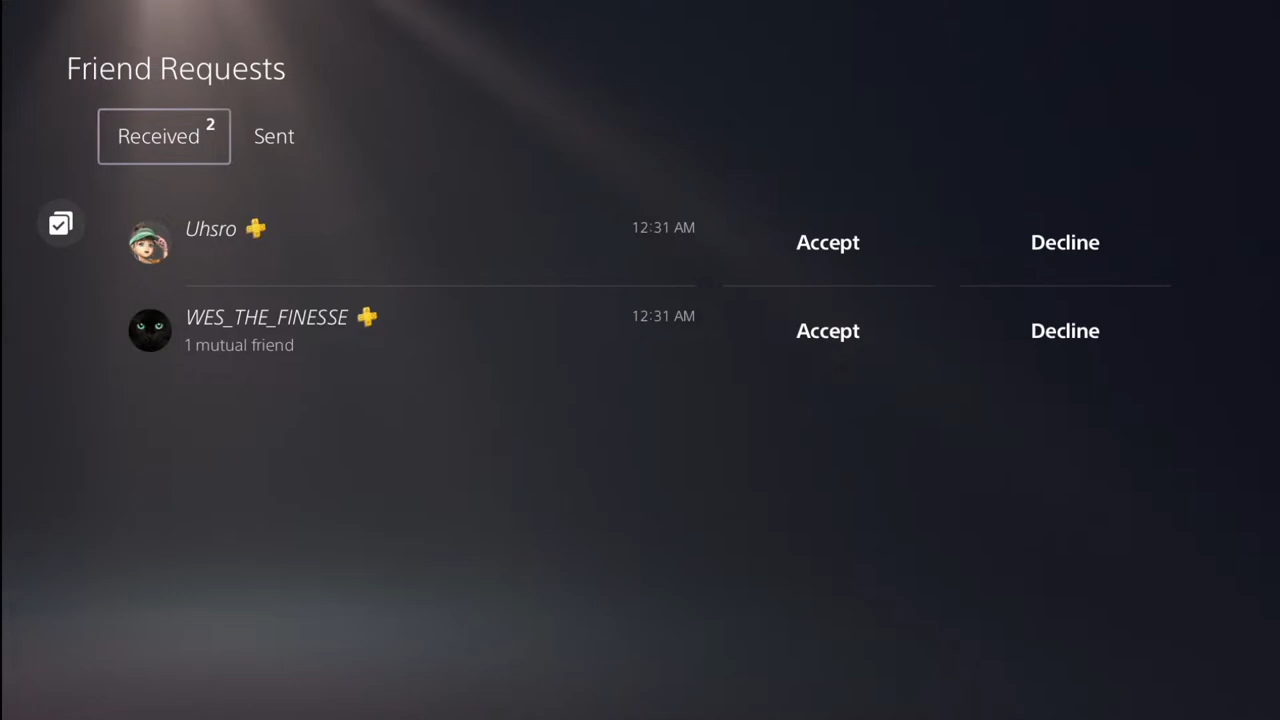 Friend Requests
Received 2
Sent
Uhsro
12:31 AM
Accept
Decline
WES_THE_FINESSE
1 mutual friend
12:31 AM
Accept
Decline